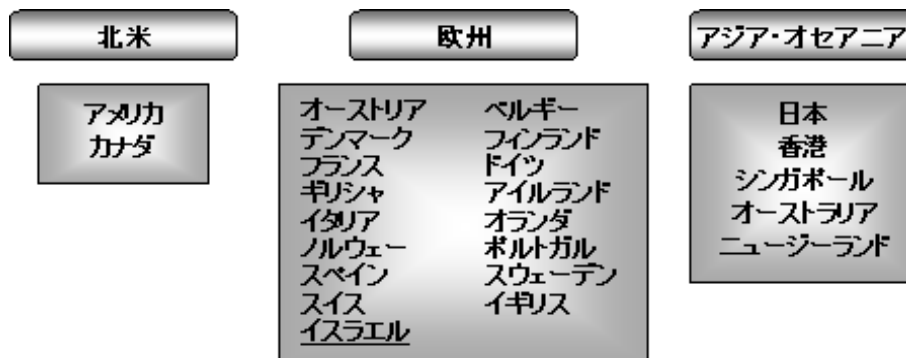 北米
欧州
アジア・オセアニア
アメリカ
カナダ
オーストリア ベルギー
デンマーク フィンランド
フランス ドイツ
ギリシャ アイルランド
イタリア オランダ
ノルウェー ポルトガル
スペイン スウェーデン
スイス イギリス
イスラエル
日本
香港
シンガポール
オーストラリア
ニュージーランド